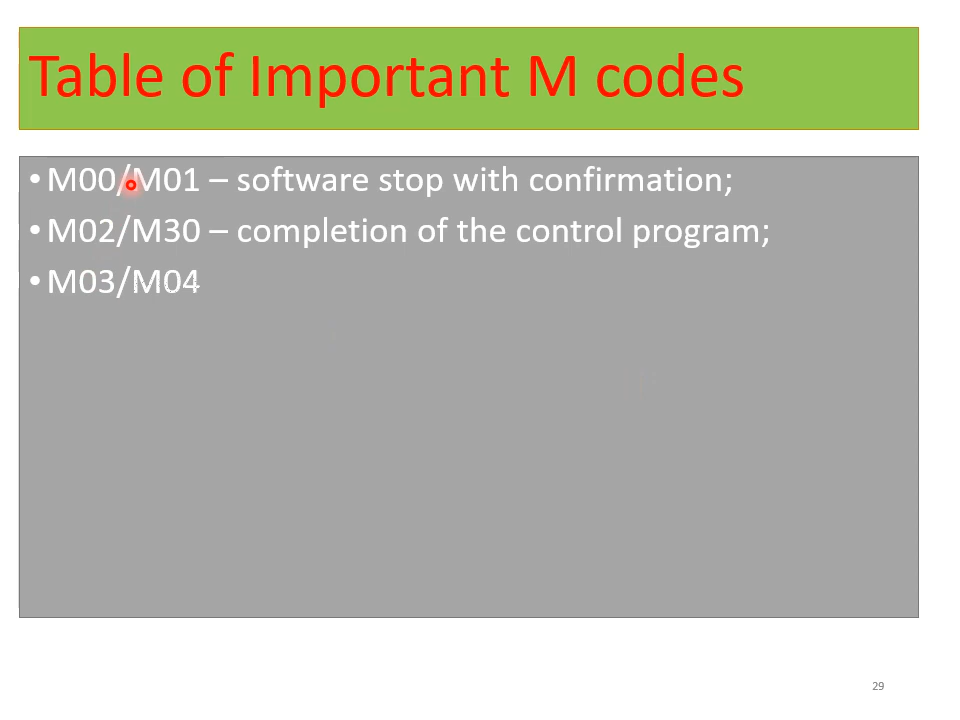 Table of Important M codes
• M00/M01 – software stop with confirmation;
• M02/M30 – completion of the control program;
• M03/M04
29